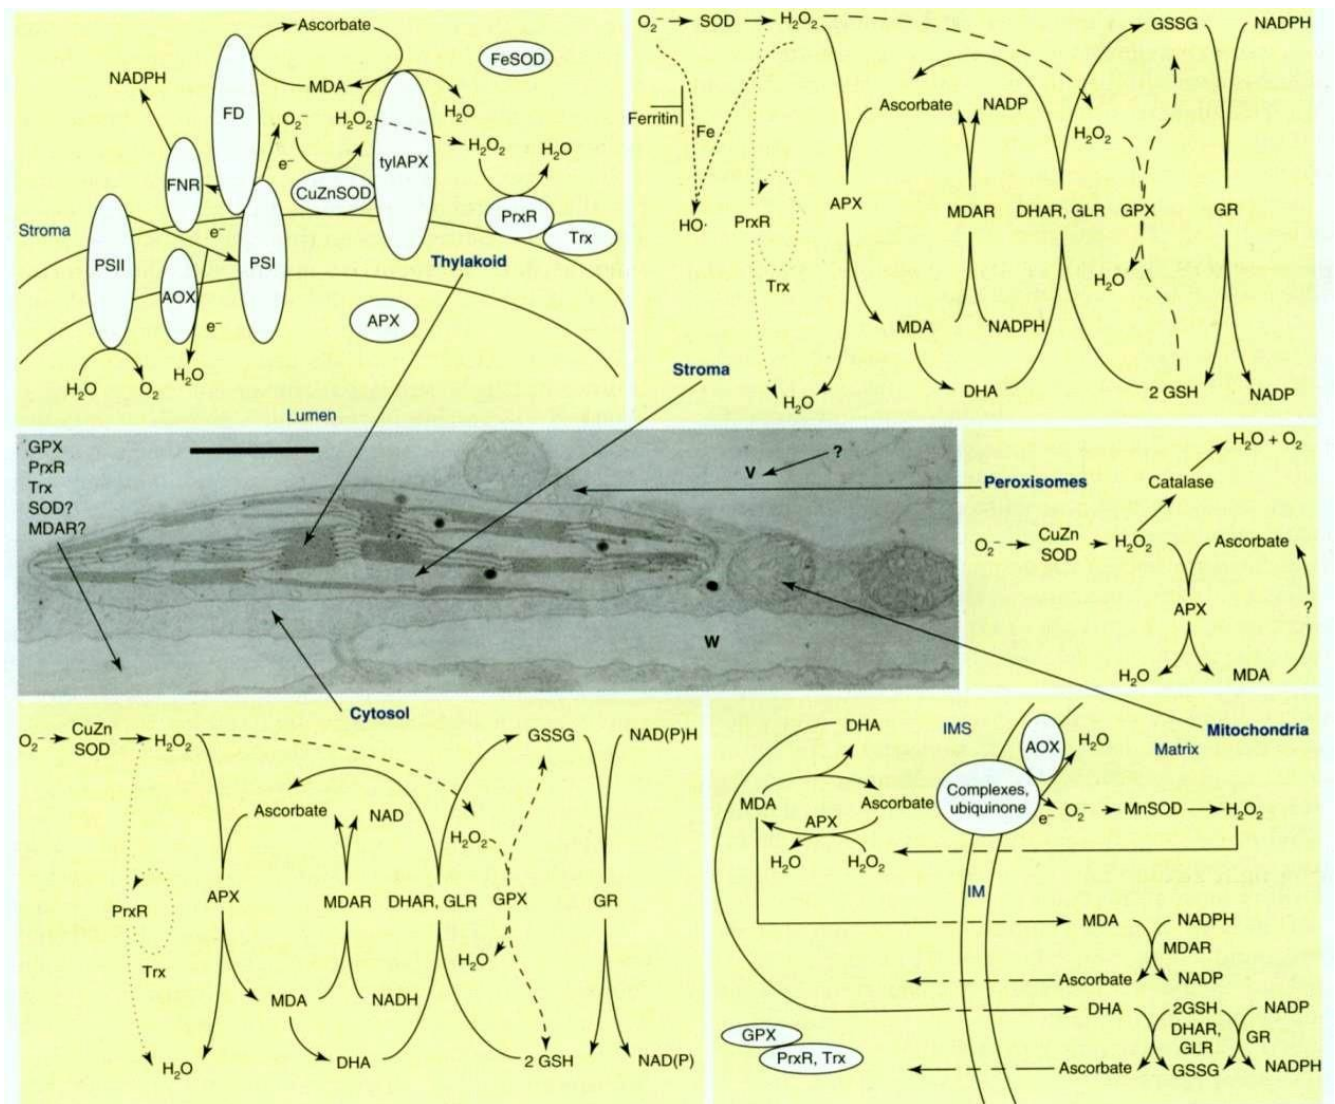 Ascorbate
FeSOD
NADPH
MDA
FD
O₂⁻
H₂O₂
H₂O
tylAPX
H₂O₂
H₂O
e⁻
FNR
CuZnSOD
PrxR
Trx
Stroma
e⁻
PSII
PSI
Thylakoid
AOX
APX
e⁻
H₂O
O₂
H₂O
Lumen
O₂⁻
SOD
H₂O₂
GSSG
NADPH
Ascorbate
NADP
Ferritin
Fe
H₂O₂
APX
MDAR
DHAR, GLR
GPX
GR
HO·
PrxR
H₂O
Trx
MDA
NADPH
Stroma
DHA
2 GSH
NADP
H₂O
GPX
PrxR
Trx
SOD?
MDAR?
V
?
W
Peroxisomes
H₂O + O₂
Catalase
O₂⁻
CuZn
SOD
H₂O₂
Ascorbate
APX
?
H₂O
MDA
Cytosol
O₂⁻
CuZn
SOD
H₂O₂
GSSG
NAD(P)H
Ascorbate
NAD
H₂O₂
PrxR
APX
MDAR
DHAR, GLR
GPX
GR
H₂O
Trx
MDA
NADH
H₂O
DHA
2 GSH
NAD(P)
Mitochondria
DHA
IMS
AOX
H₂O
Matrix
MDA
Ascorbate
Complexes,
ubiquinone
e⁻
O₂⁻
MnSOD
H₂O₂
APX
H₂O
H₂O₂
IM
MDA
NADPH
MDAR
Ascorbate
NADP
DHA
2GSH
NADP
DHAR,
GLR
GR
Ascorbate
GSSG
NADPH
GPX
PrxR, Trx